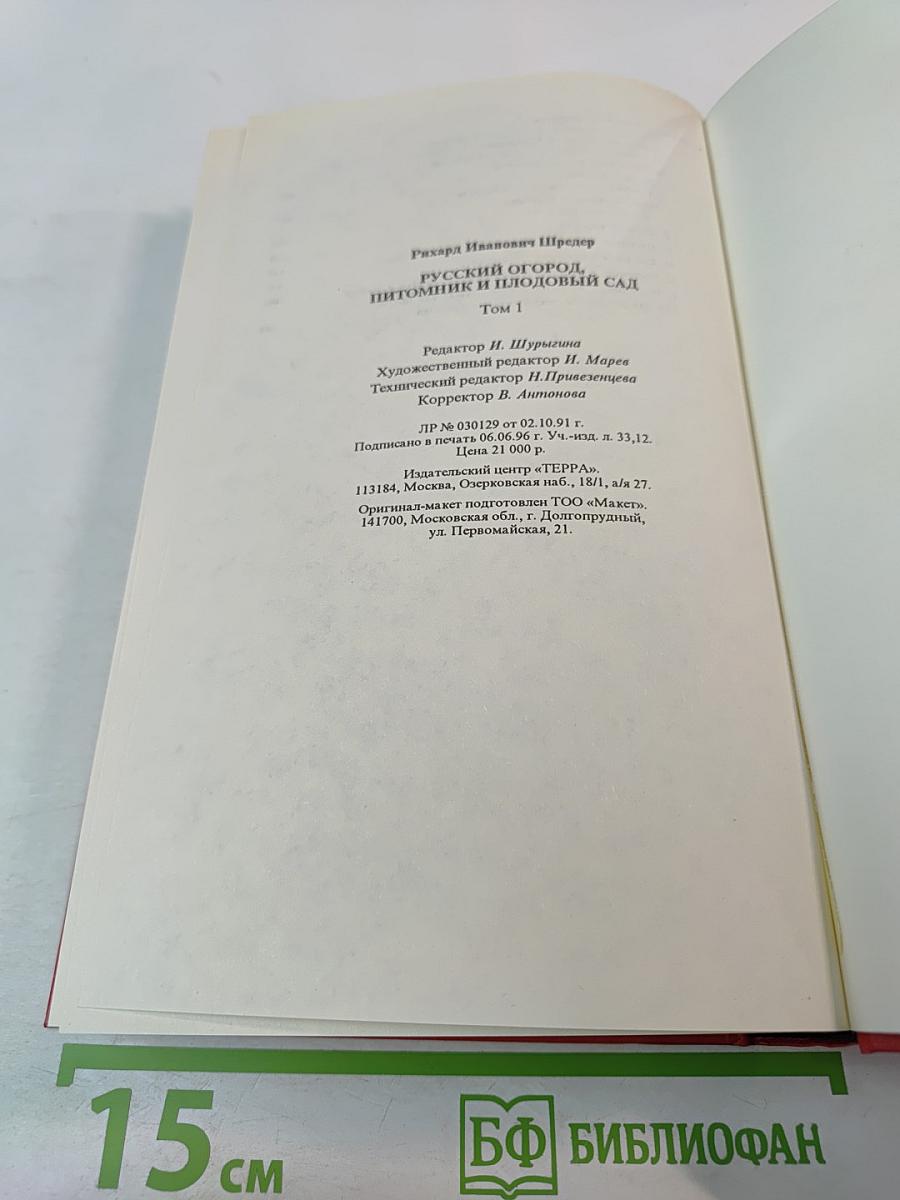 Рихард Иванович Шредер
РУССКИЙ ОГОРОД,
ПИТОМНИК И ПЛОДОВЫЙ САД
Том 1
Редактор И. Шурыгина
Художественный редактор И. Марев
Технический редактор Н.Привезенцева
Корректор В. Антонова
ЛР № 030129 от 02.10.91 г.
Подписано в печать 06.06.96 г. Уч.-изд. л. 33,12.
Цена 21 000 р.
Издательский центр «ТЕРРА».
113184, Москва, Озерковская наб., 18/1, а/я 27.
Оригинал-макет подготовлен ТОО «Макет».
141700, Московская обл., г. Долгопрудный,
ул. Первомайская, 21.
15 см
БФ БИБЛИОФАН